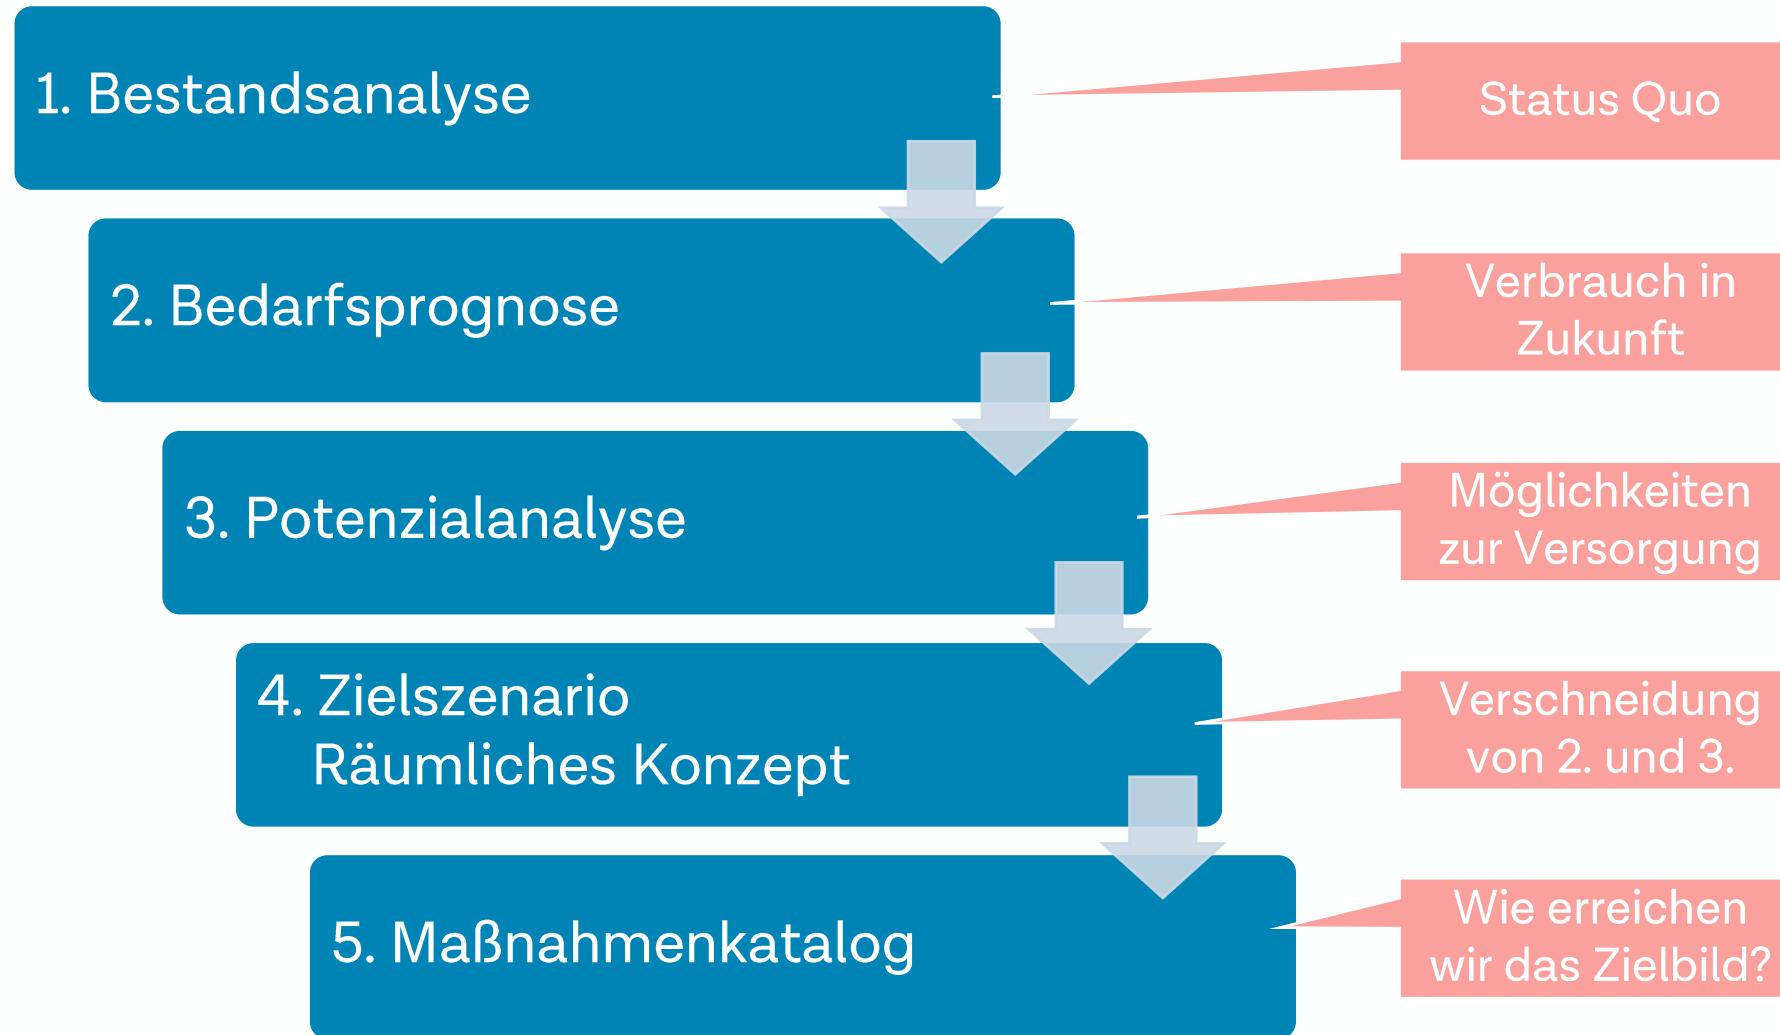 1. Bestandsanalyse
Status Quo
2. Bedarfsprognose
Verbrauch in
Zukunft
3. Potenzialanalyse
Möglichkeiten
zur Versorgung
4. Zielszenario
Räumliches Konzept
Verschneidung
von 2. und 3.
5. Maßnahmenkatalog
Wie erreichen
wir das Zielbild?